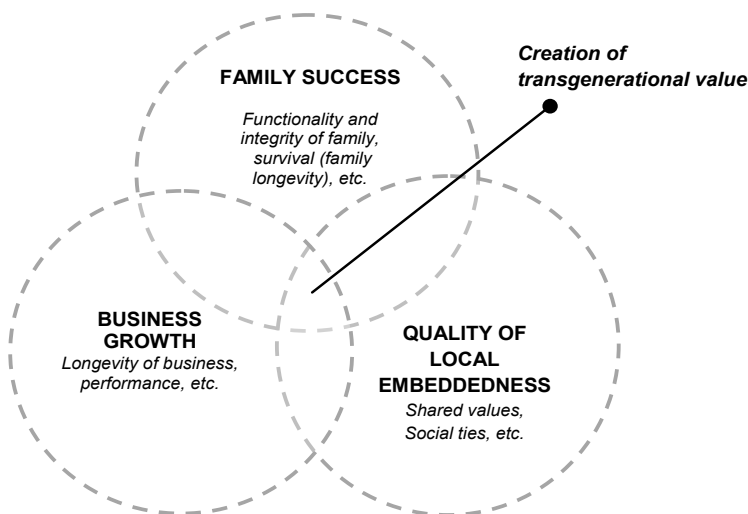 Creation of
transgenerational value
FAMILY SUCCESS
Functionality and
integrity of family,
survival (family
longevity), etc.
BUSINESS
GROWTH
Longevity of business,
performance, etc.
QUALITY OF
LOCAL
EMBEDDEDNESS
Shared values,
Social ties, etc.